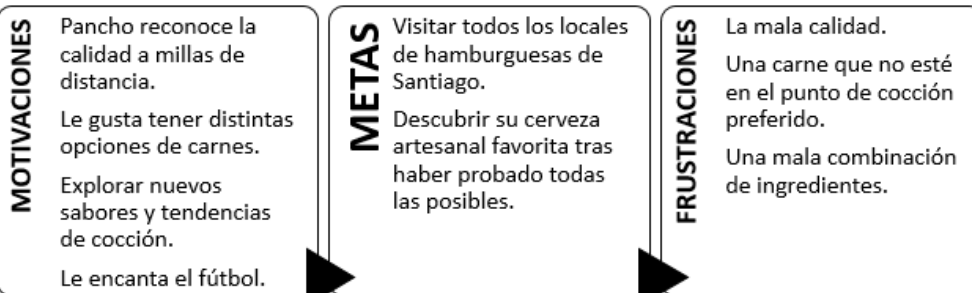 MOTIVACIONES
Pancho reconoce la
calidad a millas de
distancia.
Le gusta tener distintas
opciones de carnes.
Explorar nuevos
sabores y tendencias
de cocción.
Le encanta el fútbol.
METAS
Visitar todos los locales
de hamburguesas de
Santiago.
Descubrir su cerveza
artesanal favorita tras
haber probado todas
las posibles.
FRUSTRACIONES
La mala calidad.
Una carne que no esté
en el punto de cocción
preferido.
Una mala combinación
de ingredientes.